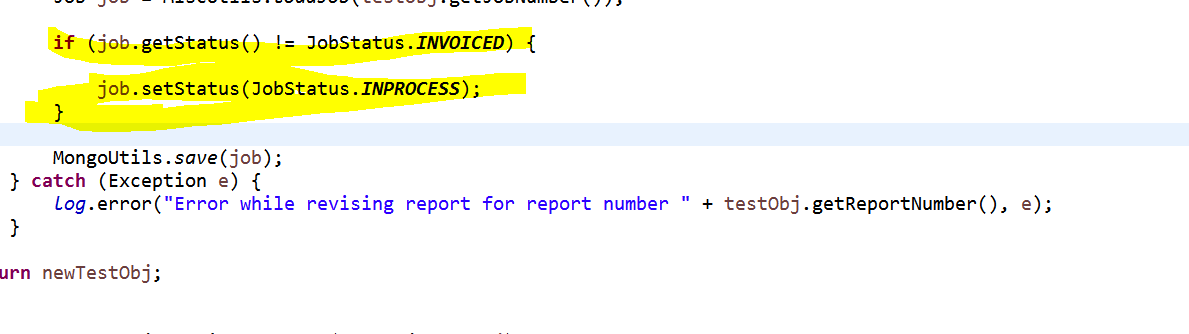 if (job.getStatus() != JobStatus.INVOICED) {
job.setStatus(JobStatus.INPROCESS);
}
MongoUtils.save(job);
} catch (Exception e) {
log.error("Error while revising report for report number " + testObj.getReportNumber(), e);
}
urn newTestObj;